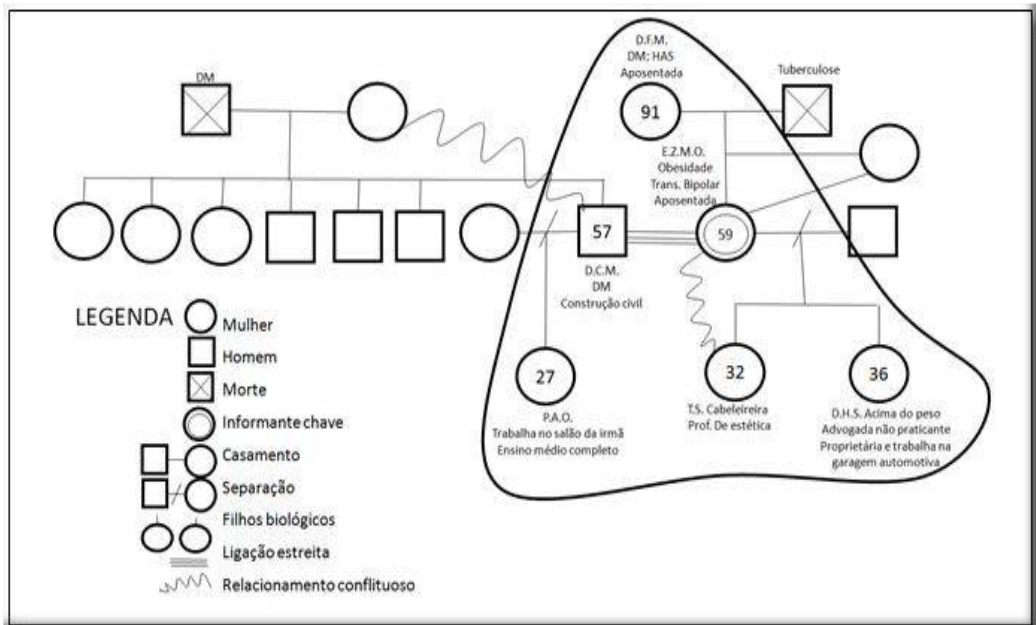 D.F.M.
DM; HAS
Aposentada
DM
Tuberculose
91
E.Z.M.O.
Obesidade
Trans. Bipolar
Aposentada
57
59
D.C.M.
DM
Construção civil
LEGENDA
Mulher
Homem
Morte
Informante chave
Casamento
Separação
Filhos biológicos
Ligação estreita
Relacionamento conflituoso
27
P.A.O.
Trabalha no salão da irmã
Ensino médio completo
32
T.S. Cabeleireira
Prof. De estética
36
D.H.S. Acima do peso
Advogada não praticante
Proprietária e trabalha na
garagem automotiva